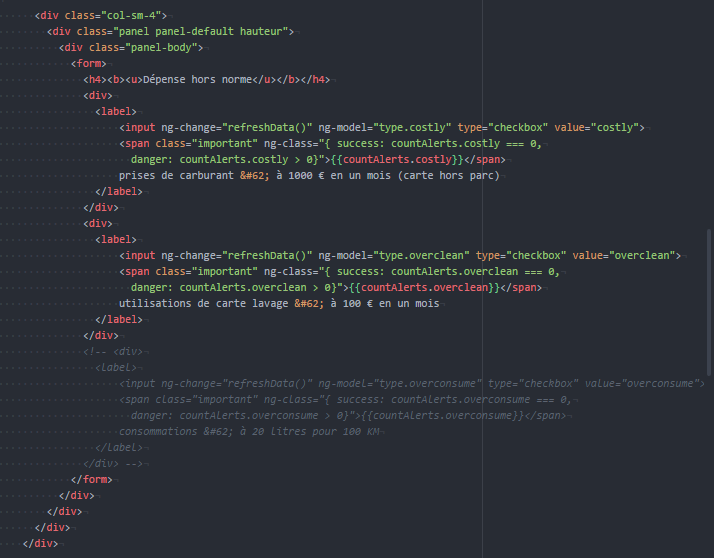 <div class="col-sm-4">
<div class="panel panel-default hauteur">
<div class="panel-body">
<form>
<h4><b><u>Dépense hors norme</u></b></h4>
<div>
<label>
<input ng-change="refreshData()" ng-model="type.costly" type="checkbox" value="costly">
<span class="important" ng-class="{ success: countAlerts.costly === 0,
danger: countAlerts.costly > 0}">{{countAlerts.costly}}</span>
prises de carburant &#62; à 1000 € en un mois (carte hors parc)
</label>
</div>
<div>
<label>
<input ng-change="refreshData()" ng-model="type.overclean" type="checkbox" value="overclean">
<span class="important" ng-class="{ success: countAlerts.overclean === 0,
danger: countAlerts.overclean > 0}">{{countAlerts.overclean}}</span>
utilisations de carte lavage &#62; à 100 € en un mois
</label>
</div>
<!-- <div>
<label>
<input ng-change="refreshData()" ng-model="type.overconsume" type="checkbox" value="overconsume">
<span class="important" ng-class="{ success: countAlerts.overconsume === 0,
danger: countAlerts.overconsume > 0}">{{countAlerts.overconsume}}</span>
consommations &#62; à 20 litres pour 100 KM
</label>
</div> -->
</form>
</div>
</div>
</div>
</div>